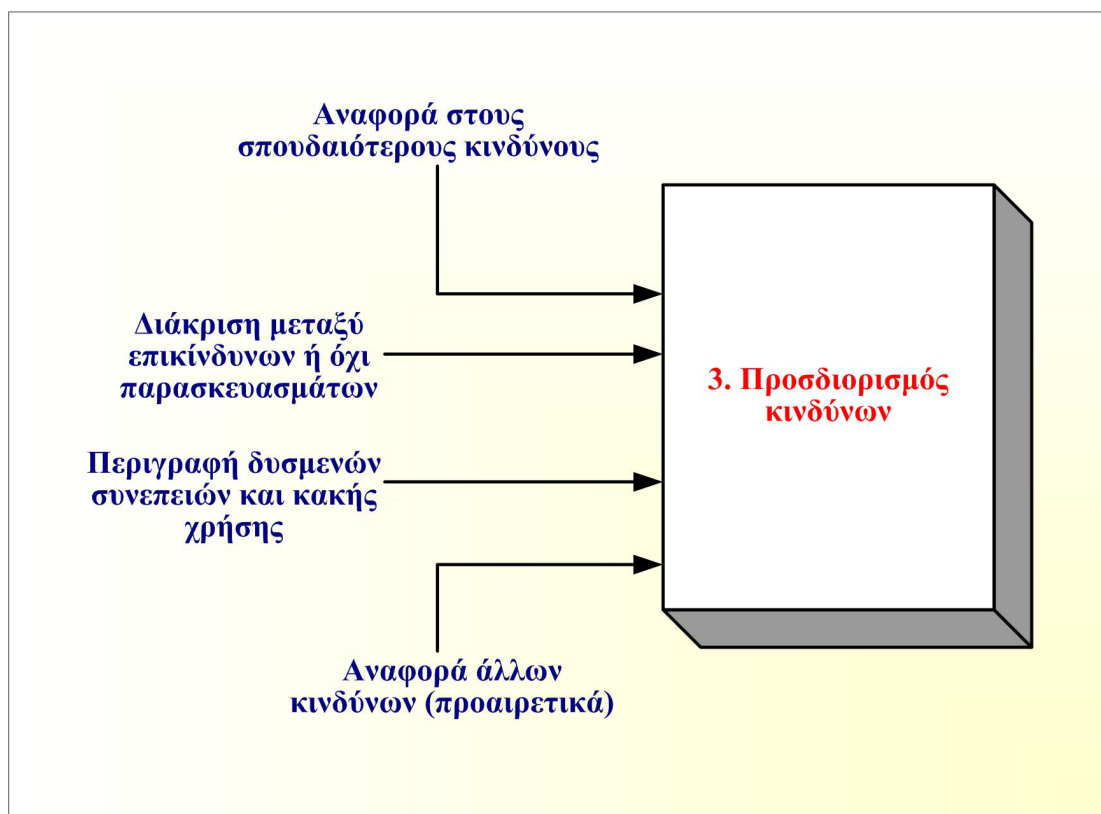 Αναφορά στους
σπουδαιότερους κινδύνους
Διάκριση μεταξύ
επικίνδυνων ή όχι
παρασκευασμάτων
Περιγραφή δυσμενών
συνεπειών και κακής
χρήσης
Αναφορά άλλων
κινδύνων (προαιρετικά)
3. Προσδιορισμός
κινδύνων